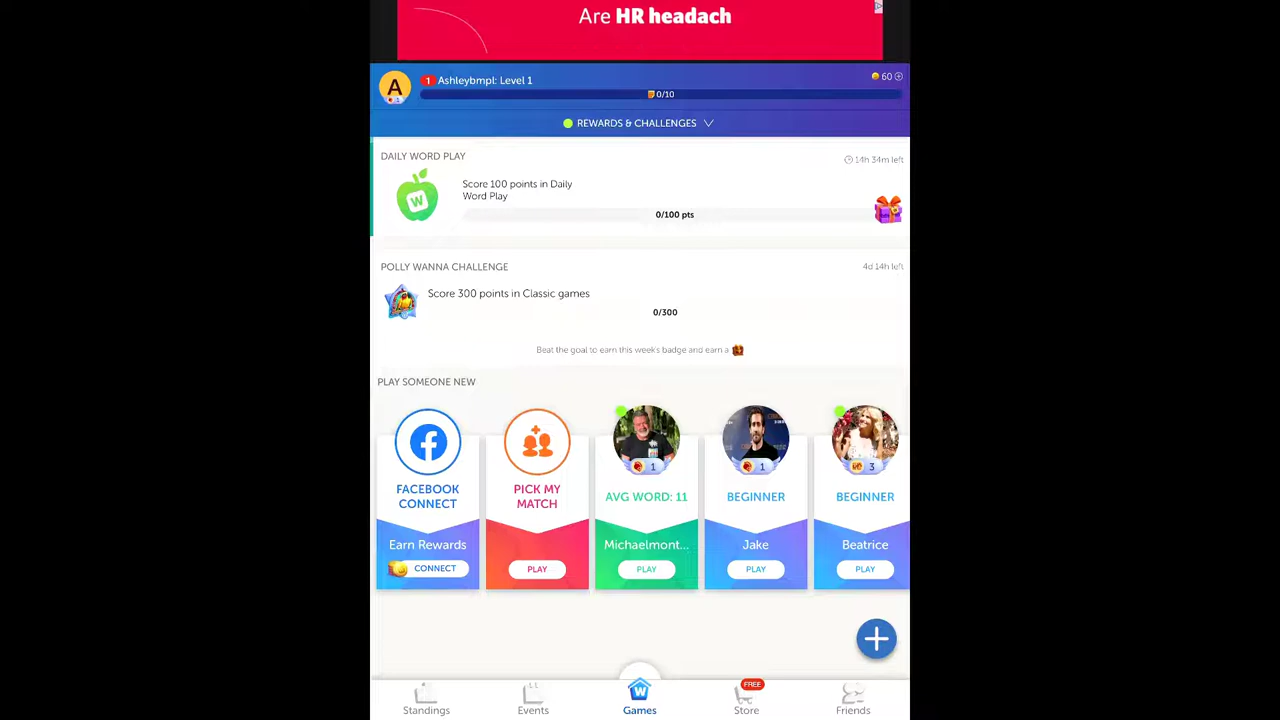 Are HR headach
A
1
1 Ashleybmpl: Level 1
60
0/10
REWARDS & CHALLENGES
DAILY WORD PLAY
14h 34m left
W
Score 100 points in Daily
Word Play
0/100 pts
POLLY WANNA CHALLENGE
4d 14h left
Score 300 points in Classic games
0/300
Beat the goal to earn this week's badge and earn a
PLAY SOMEONE NEW
1
1
3
FACEBOOK
CONNECT
PICK MY
MATCH
AVG WORD: 11
BEGINNER
BEGINNER
Earn Rewards
Michaelmont...
Jake
Beatrice
CONNECT
PLAY
PLAY
PLAY
PLAY
FREE
W
Standings
Events
Games
Store
Friends